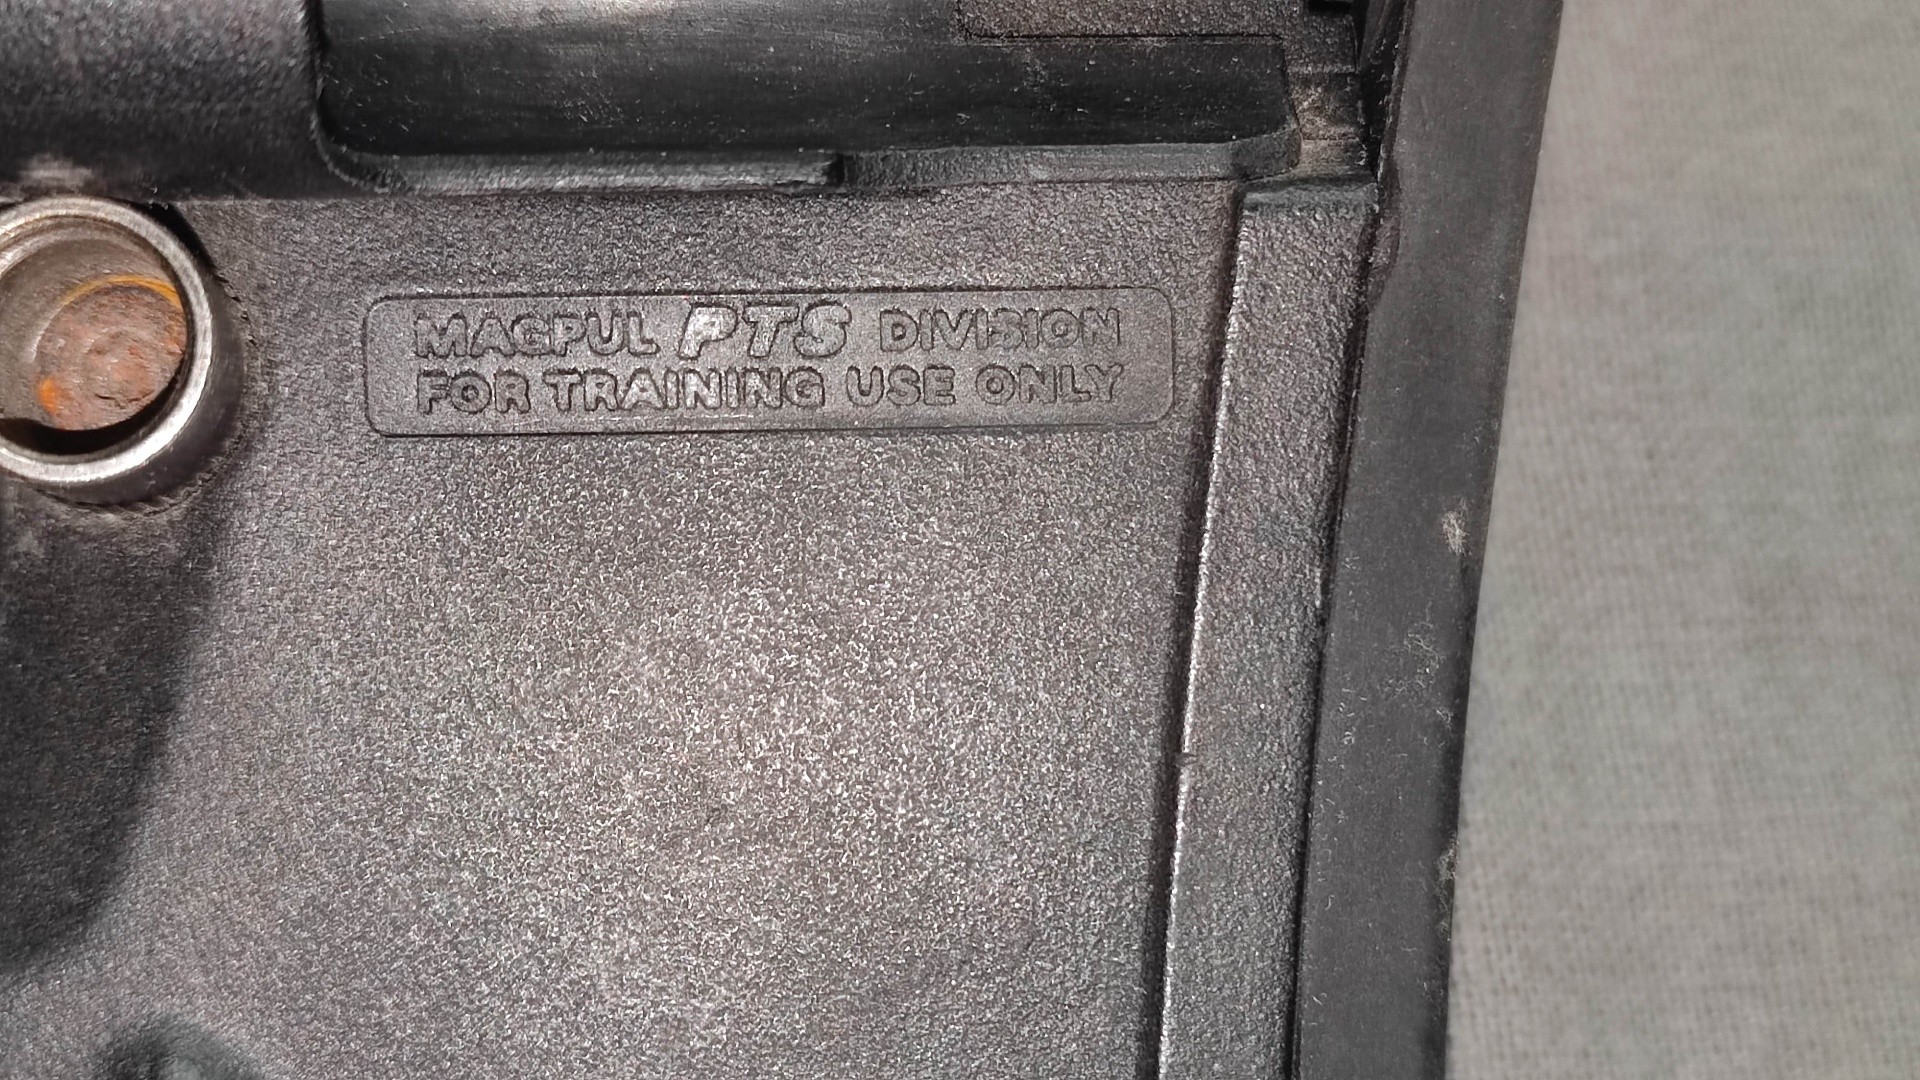 MAGPUL PTS DIVISION
FOR TRAINING USE ONLY